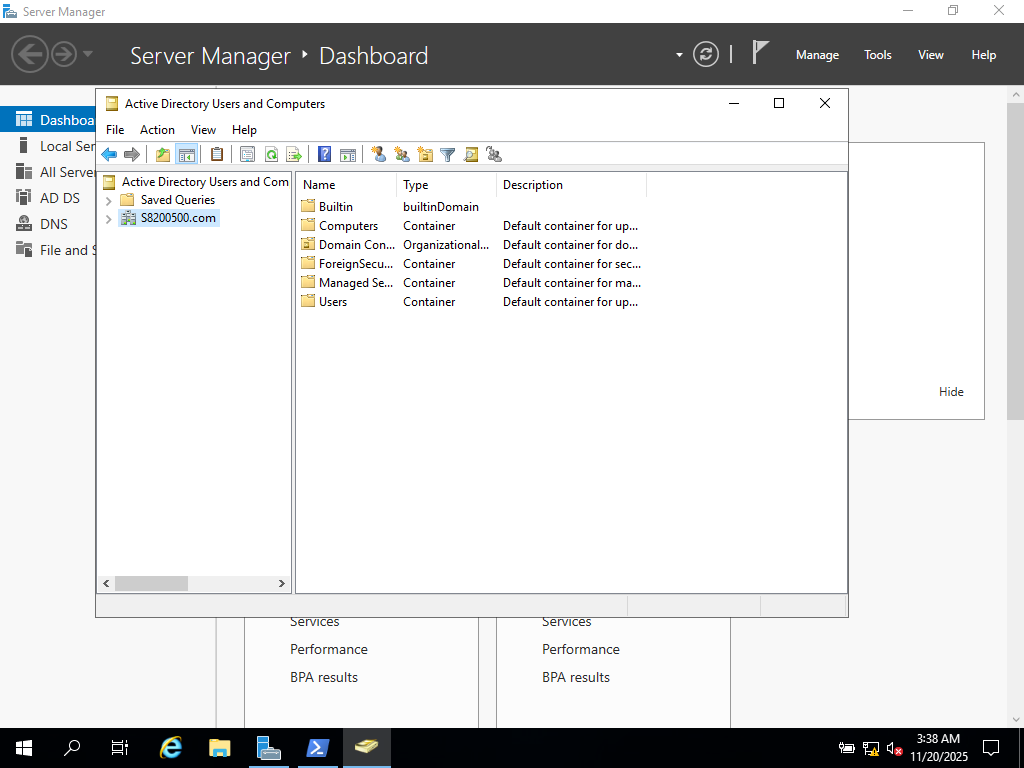 Server Manager
Server Manager ‣ Dashboard
Manage Tools View Help
Dashboa
Local Ser
All Server
AD DS
DNS
File and S
Active Directory Users and Computers
File Action View Help
Active Directory Users and Com
Saved Queries
S8200500.com
Name Type Description
Builtin builtinDomain
Computers Container Default container for up...
Domain Con... Organizational... Default container for do...
ForeignSecu... Container Default container for sec...
Managed Se... Container Default container for ma...
Users Container Default container for up...
Hide
Services Services
Performance Performance
BPA results BPA results
3:38 AM
11/20/2025